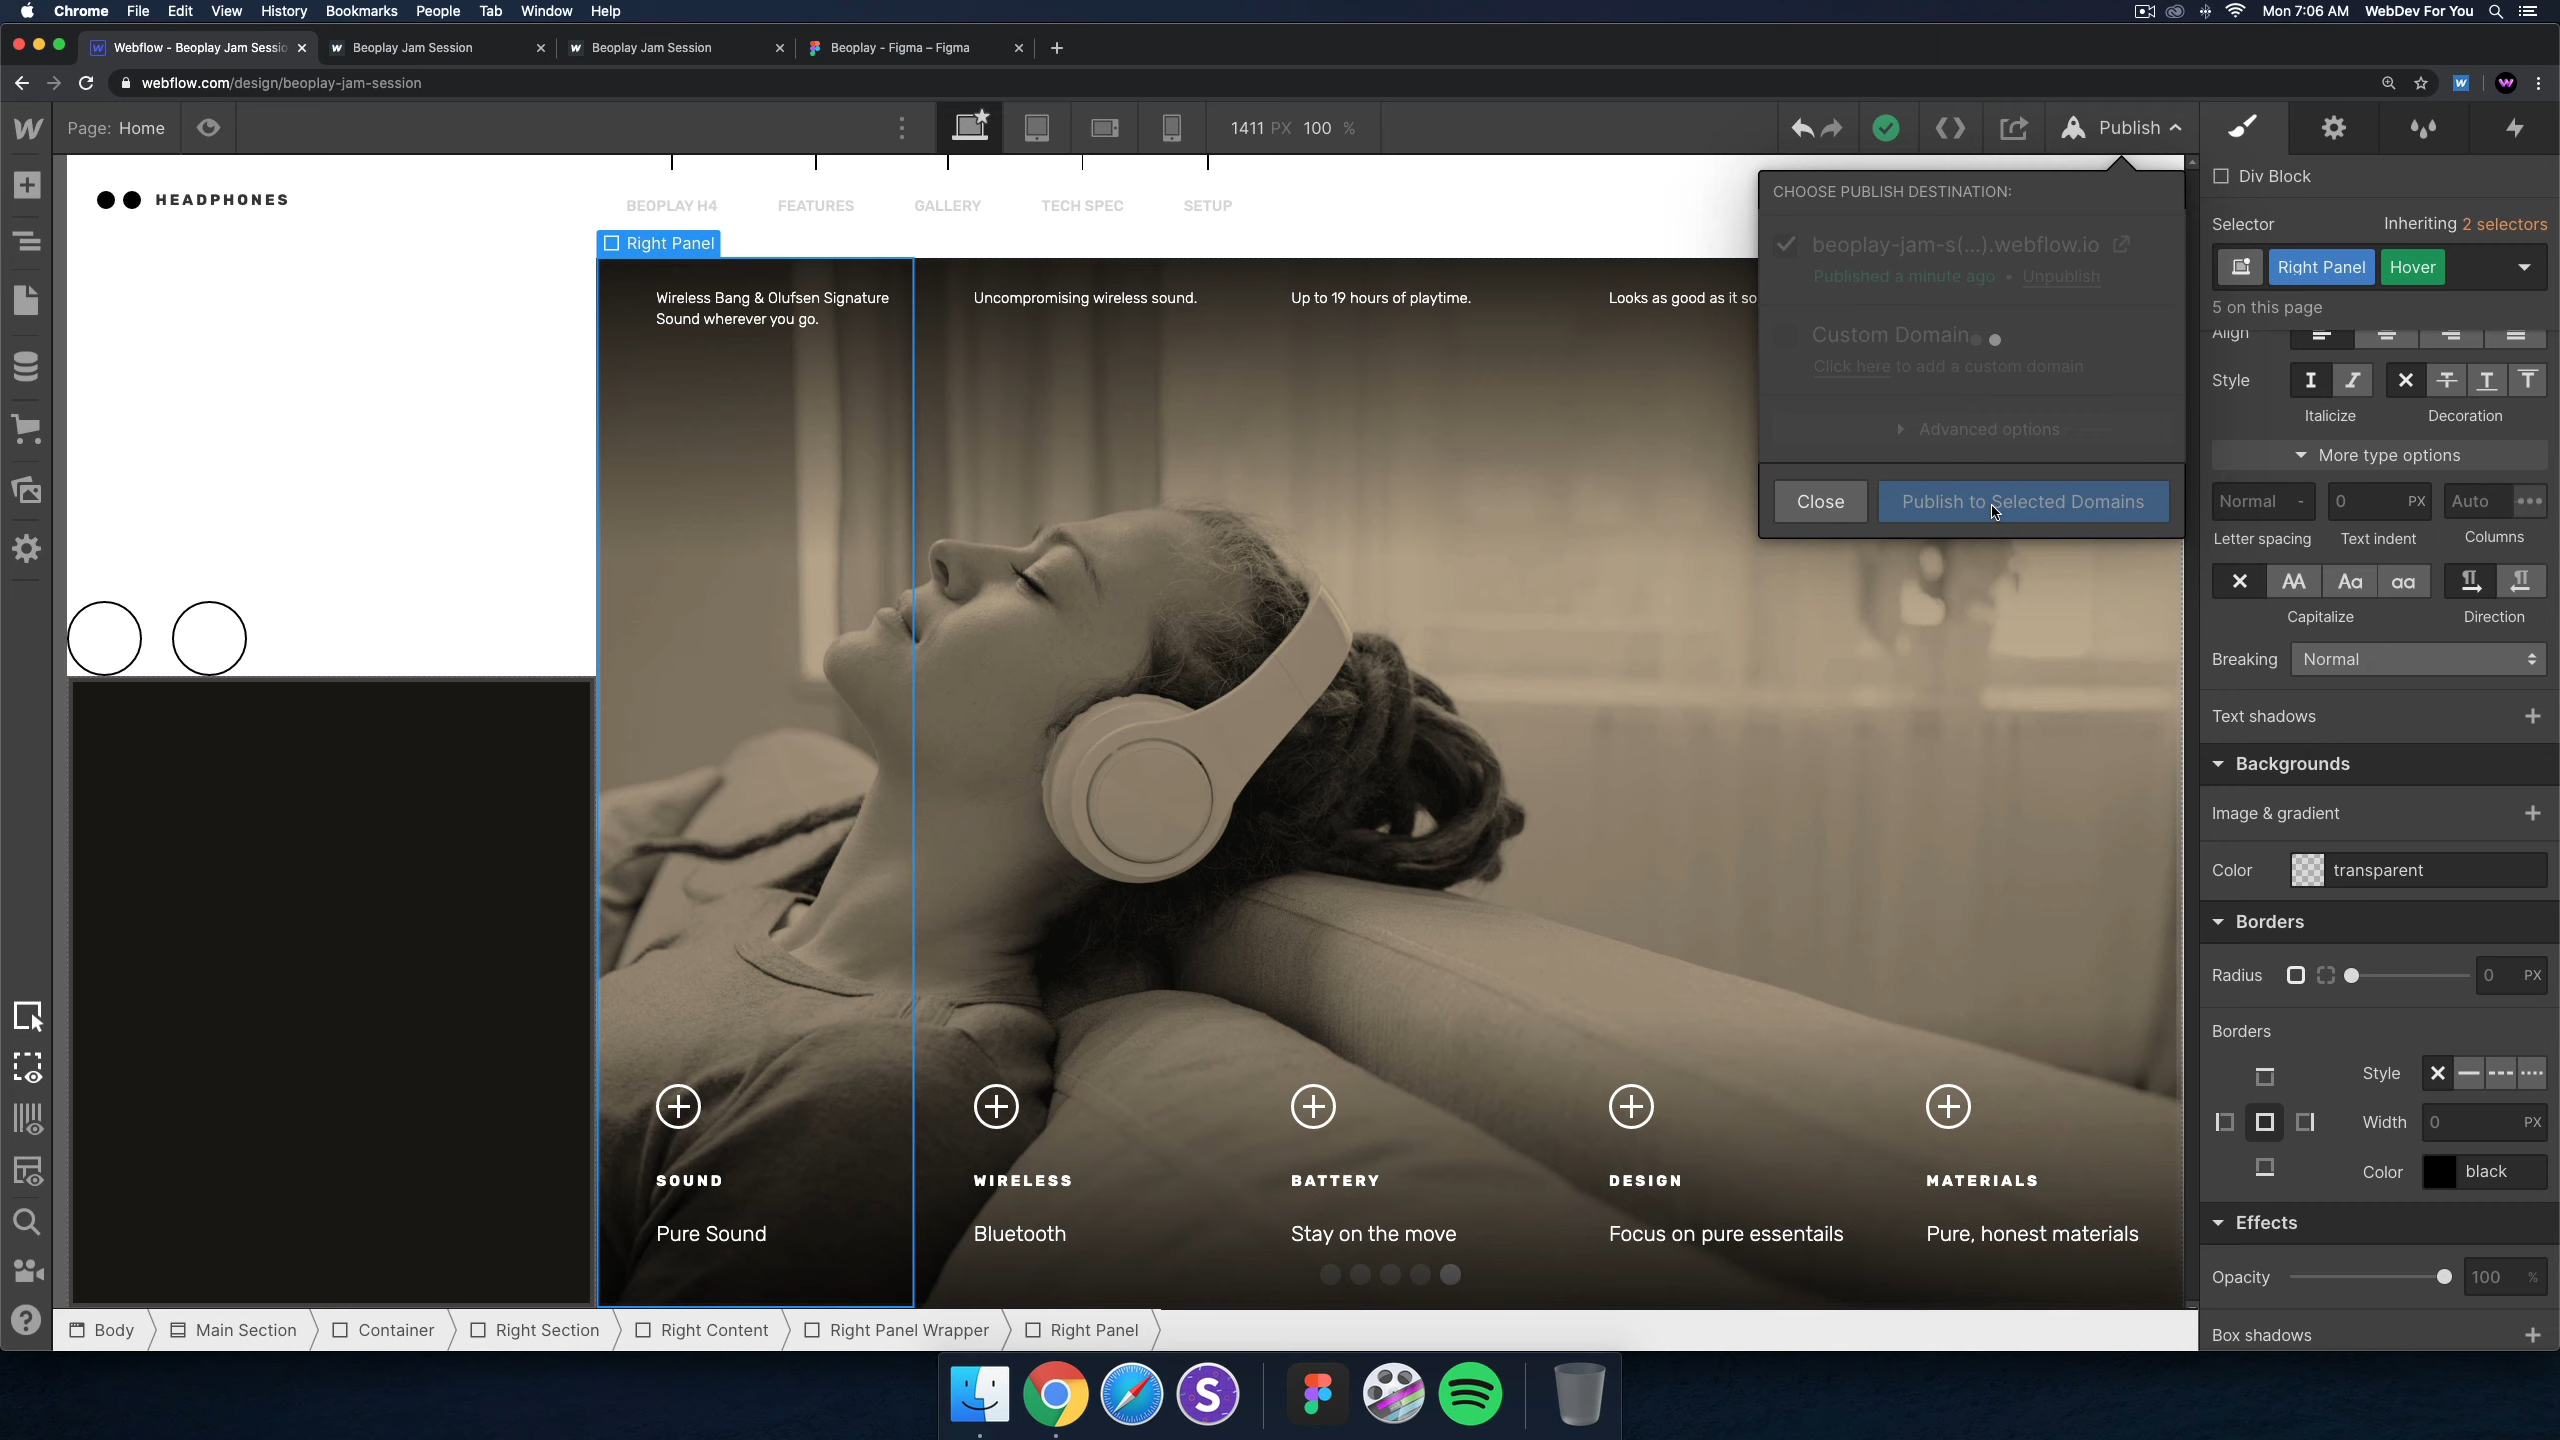 Chrome File Edit View History Bookmarks People Tab Window Help
Mon 7:06 AM WebDev For You
Webflow - Beoplay Jam Sessio
Beoplay Jam Session
Beoplay Jam Session
Beoplay - Figma – Figma
webflow.com/design/beoplay-jam-session
Page: Home
1411 PX 100 %
Publish
HEADPHONES
BEOPLAY H4 FEATURES GALLERY TECH SPEC SETUP
Right Panel
Wireless Bang & Olufsen Signature
Sound wherever you go.
Uncompromising wireless sound.
Up to 19 hours of playtime.
Looks as good as it so
CHOOSE PUBLISH DESTINATION:
beoplay-jam-s(...).webflow.io
Published a minute ago • Unpublish
Custom Domain
Click here to add a custom domain
Advanced options
Close Publish to Selected Domains
SOUND
Pure Sound
WIRELESS
Bluetooth
BATTERY
Stay on the move
DESIGN
Focus on pure essentails
MATERIALS
Pure, honest materials
Div Block
Selector Inheriting 2 selectors
Right Panel Hover
5 on this page
Align
Style
Italicize Decoration
More type options
Normal - 0 PX Auto
Letter spacing Text indent Columns
AA Aa aa
Capitalize Direction
Breaking Normal
Text shadows
Backgrounds
Image & gradient
Color transparent
Borders
Radius 0 PX
Borders
Style
Width 0 PX
Color black
Effects
Opacity 100 %
Box shadows
Body Main Section Container Right Section Right Content Right Panel Wrapper Right Panel